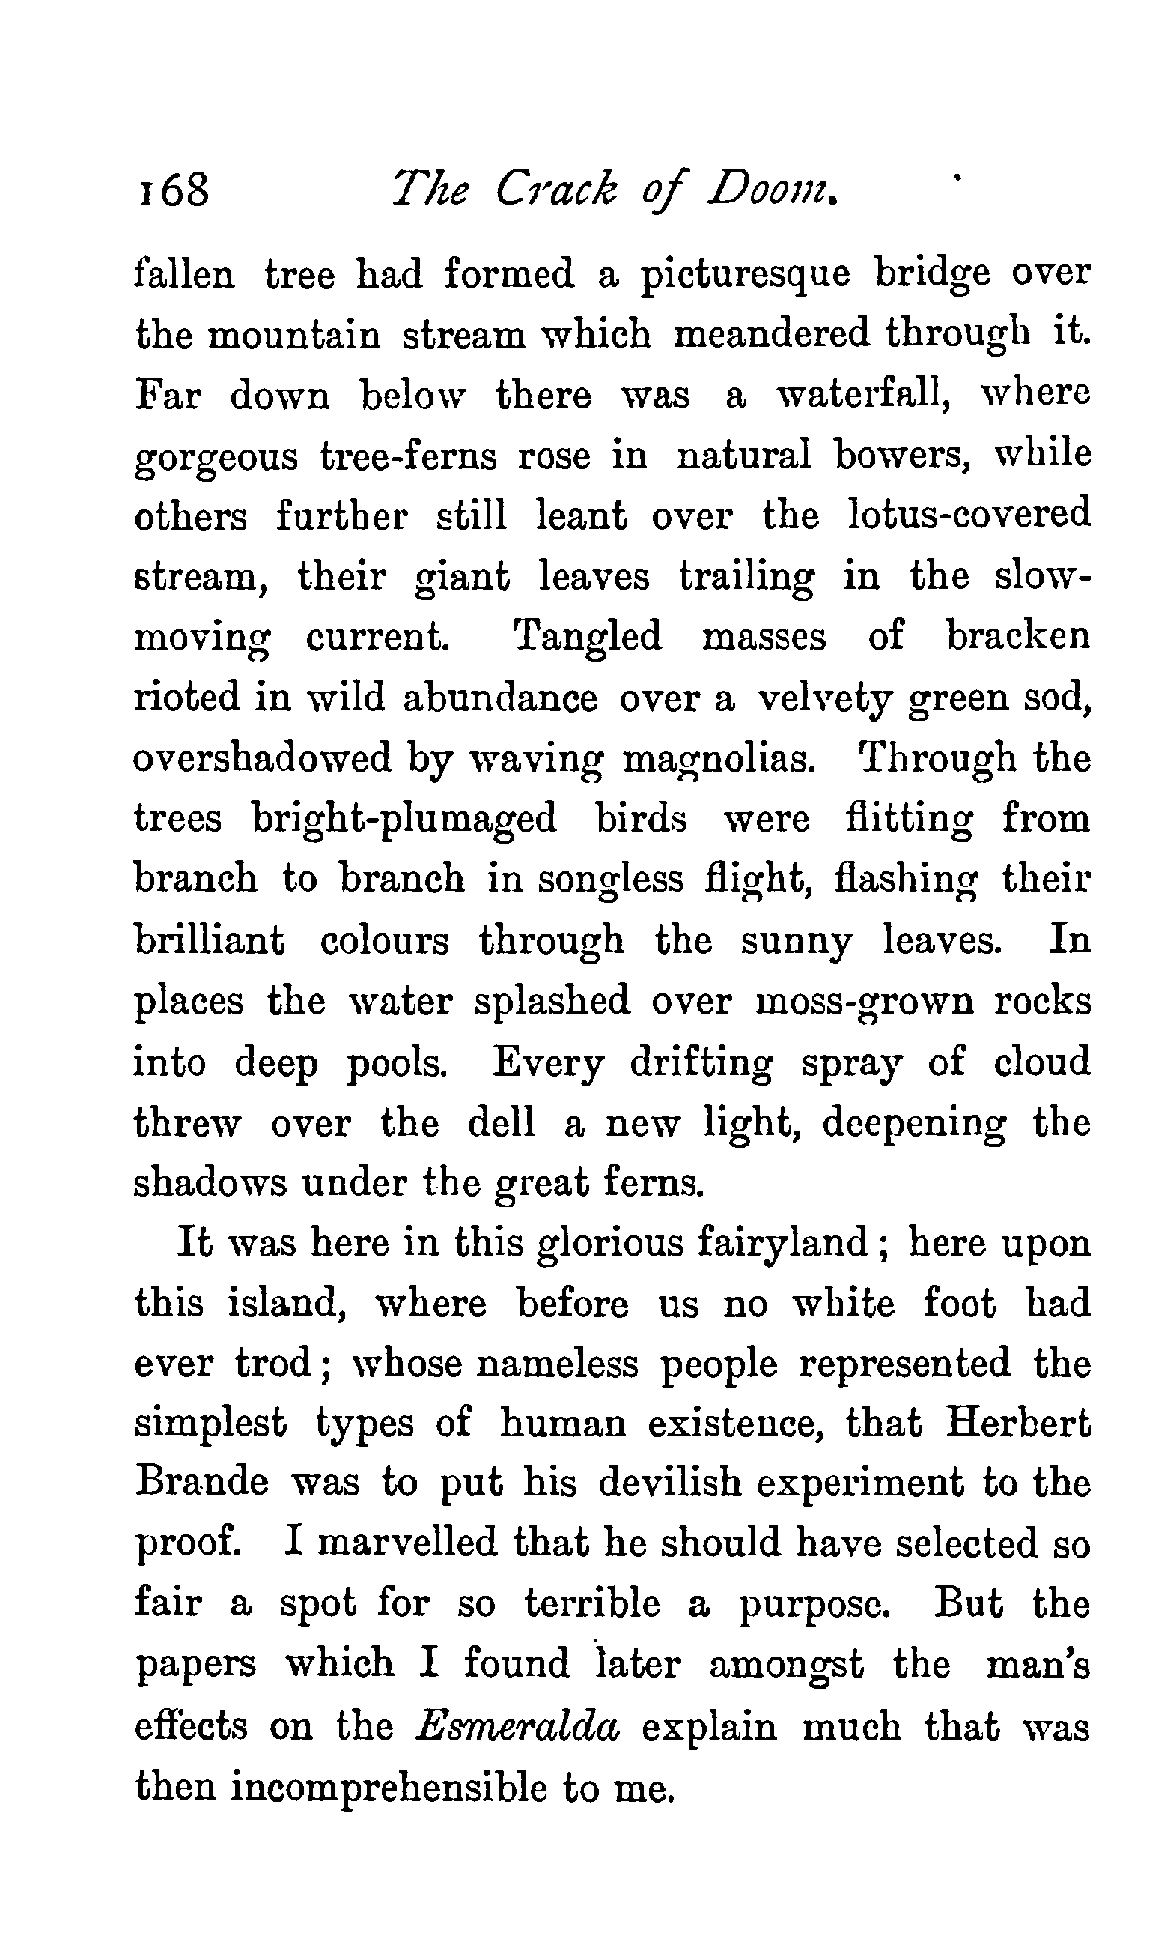 168 The Crack of Doom.
fallen tree had formed a picturesque bridge over
the mountain stream which meandered through it.
Far down below there was a waterfall, where
gorgeous tree-ferns rose in natural bowers, while
others further still leant over the lotus-covered
stream, their giant leaves trailing in the slow-
moving current. Tangled masses of bracken
rioted in wild abundance over a velvety green sod,
overshadowed by waving magnolias. Through the
trees bright-plumaged birds were flitting from
branch to branch in songless flight, flashing their
brilliant colours through the sunny leaves. In
places the water splashed over moss-grown rocks
into deep pools. Every drifting spray of cloud
threw over the dell a new light, deepening the
shadows under the great ferns.
It was here in this glorious fairyland ; here upon
this island, where before us no white foot had
ever trod ; whose nameless people represented the
simplest types of human existence, that Herbert
Brande was to put his devilish experiment to the
proof. I marvelled that he should have selected so
fair a spot for so terrible a purpose. But the
papers which I found later amongst the man's
effects on the Esmeralda explain much that was
then incomprehensible to me.